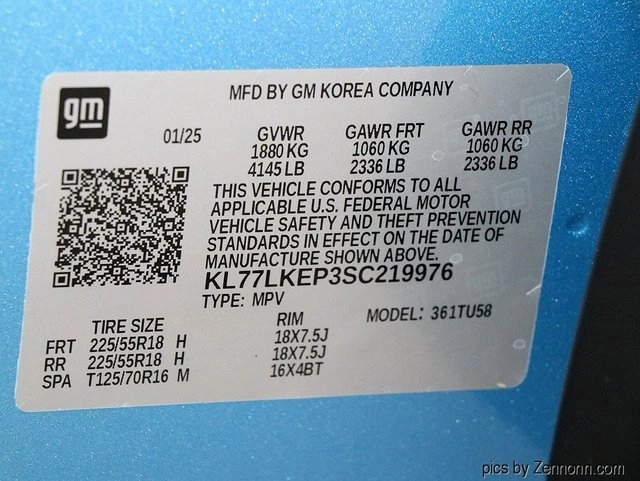 gm
MFD BY GM KOREA COMPANY
01/25 GVWR GAWR FRT GAWR RR
1880 KG 1060 KG 1060 KG
4145 LB 2336 LB 2336 LB
THIS VEHICLE CONFORMS TO ALL
APPLICABLE U.S. FEDERAL MOTOR
VEHICLE SAFETY AND THEFT PREVENTION
STANDARDS IN EFFECT ON THE DATE OF
MANUFACTURE SHOWN ABOVE.
KL77LKEP3SC219976
TYPE: MPV MODEL: 361TU58
TIRE SIZE RIM
FRT 225/55R18 H 18X7.5J
RR 225/55R18 H 18X7.5J
SPA T125/70R16 M 16X4BT
pics by Zennonn.com